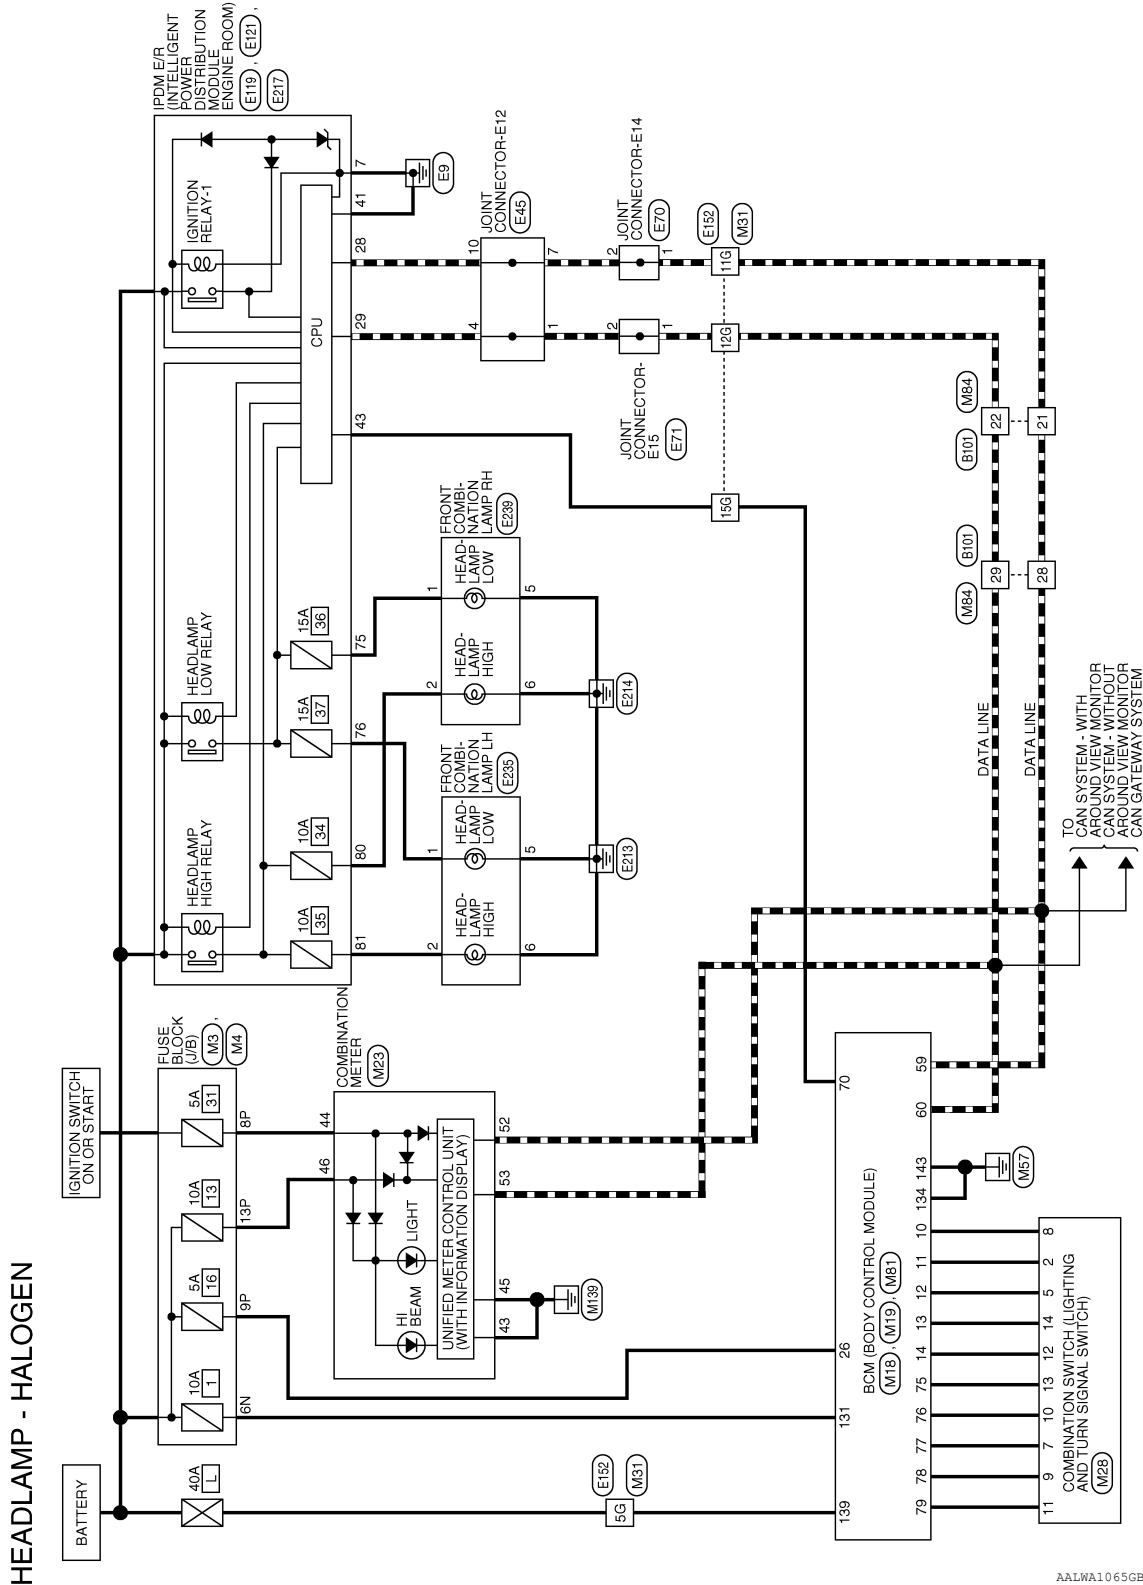 HEADLAMP - HALOGEN
BATTERY
IGNITION SWITCH
ON OR START
40A
L
10A
1
5A
16
10A
13
5A
31
FUSE
BLOCK
(J/B)
M3 ,
M4
6N
9P
13P
8P
IPDM E/R
(INTELLIGENT
POWER
DISTRIBUTION
MODULE
ENGINE ROOM)
E119 , E121 ,
E217
HEADLAMP
HIGH RELAY
HEADLAMP
LOW RELAY
IGNITION
RELAY-1
CPU
10A
35
10A
34
15A
37
15A
36
81
80
76
75
43
29
28
41
7
E9
COMBINATION
METER
M23
46
44
HI
BEAM
LIGHT
UNIFIED METER CONTROL UNIT
(WITH INFORMATION DISPLAY)
43
45
53
52
M139
FRONT
COMBI-
NATION
LAMP LH
E235
2
1
HEAD-
LAMP
HIGH
HEAD-
LAMP
LOW
6
5
E213
FRONT
COMBI-
NATION
LAMP RH
E239
2
1
HEAD-
LAMP
HIGH
HEAD-
LAMP
LOW
6
5
E214
JOINT
CONNECTOR-E12
E45
4
10
1
7
JOINT
CONNECTOR-
E15
E71
2
1
JOINT
CONNECTOR-E14
E70
2
1
E152
M31
15G
12G
11G
E152
M31
5G
M84
B101
29
28
B101
M84
22
21
DATA LINE
DATA LINE
TO
CAN SYSTEM - WITH
AROUND VIEW MONITOR
CAN SYSTEM - WITHOUT
AROUND VIEW MONITOR
CAN GATEWAY SYSTEM
139
131
26
70
BCM (BODY CONTROL MODULE)
M18 , M19 , M81
79
78
77
76
75
14
13
12
11
10
134
143
60
59
M57
11
9
7
10
13
12
14
5
2
8
COMBINATION SWITCH (LIGHTING
AND TURN SIGNAL SWITCH)
M28
AALWA1065GB